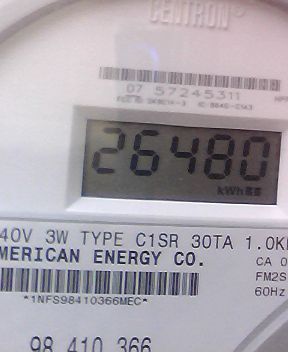 CENTRON®
07 57245311
26480
kWh
40V 3W TYPE C1SR 30TA 1.0K
MERICAN ENERGY CO.
CA 0
FM2S
60Hz
*1NFS98410366MEC*
98 410 366